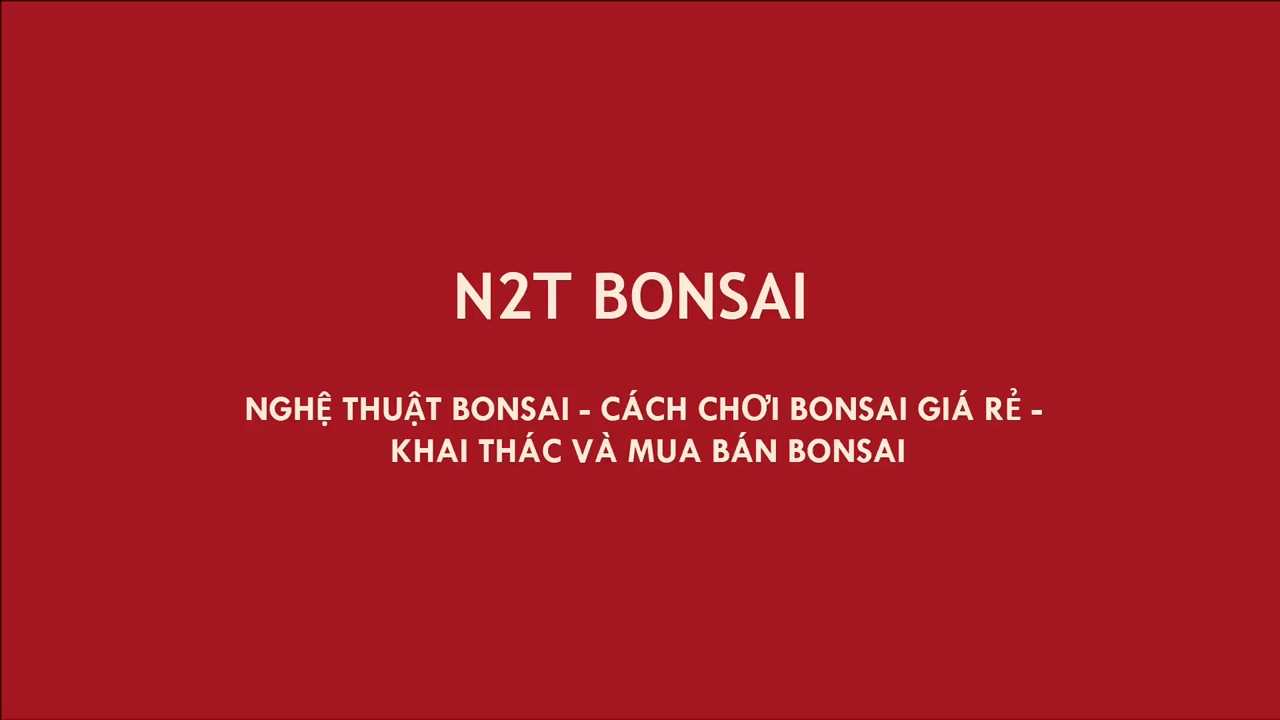 N2T BONSAI
NGHỆ THUẬT BONSAI - CÁCH CHƠI BONSAI GIÁ RẺ -
KHAI THÁC VÀ MUA BÁN BONSAI